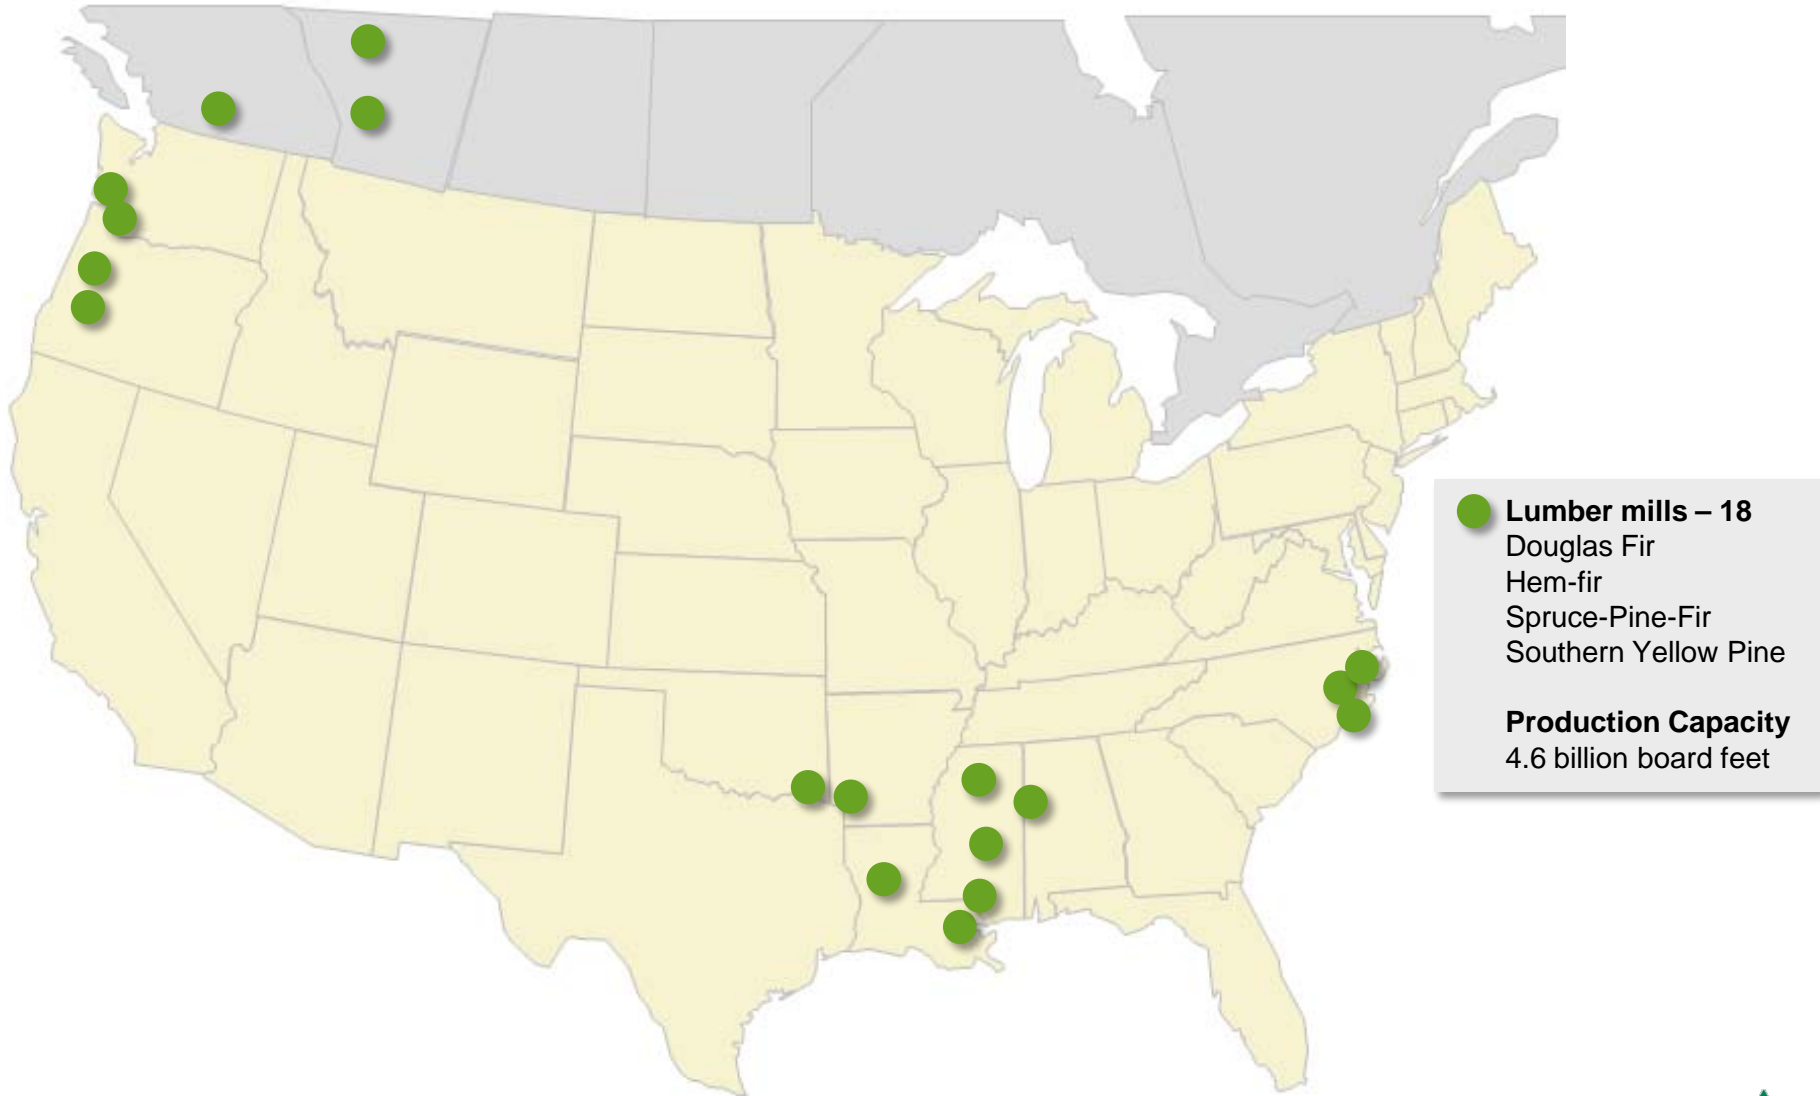 Lumber mills – 18
Douglas Fir
Hem-fir
Spruce-Pine-Fir
Southern Yellow Pine
Production Capacity
4.6 billion board feet